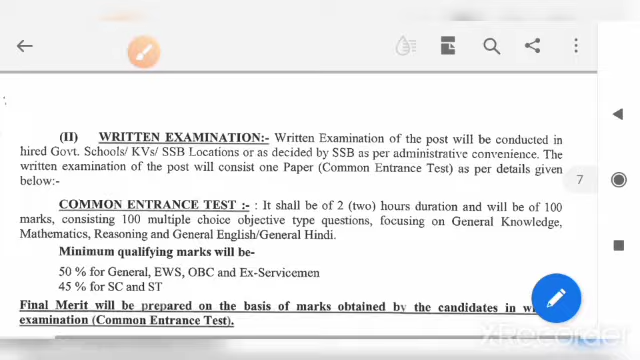 (II) WRITTEN EXAMINATION:- Written Examination of the post will be conducted in
hired Govt. Schools/ KVs/ SSB Locations or as decided by SSB as per administrative convenience. The
written examination of the post will consist one Paper (Common Entrance Test) as per details given
below:-
7
COMMON ENTRANCE TEST :- : It shall be of 2 (two) hours duration and will be of 100
marks, consisting 100 multiple choice objective type questions, focusing on General Knowledge,
Mathematics, Reasoning and General English/General Hindi.
Minimum qualifying marks will be-
50 % for General, EWS, OBC and Ex-Servicemen
45 % for SC and ST
Final Merit will be prepared on the basis of marks obtained by the candidates in
examination (Common Entrance Test).
XRecorder